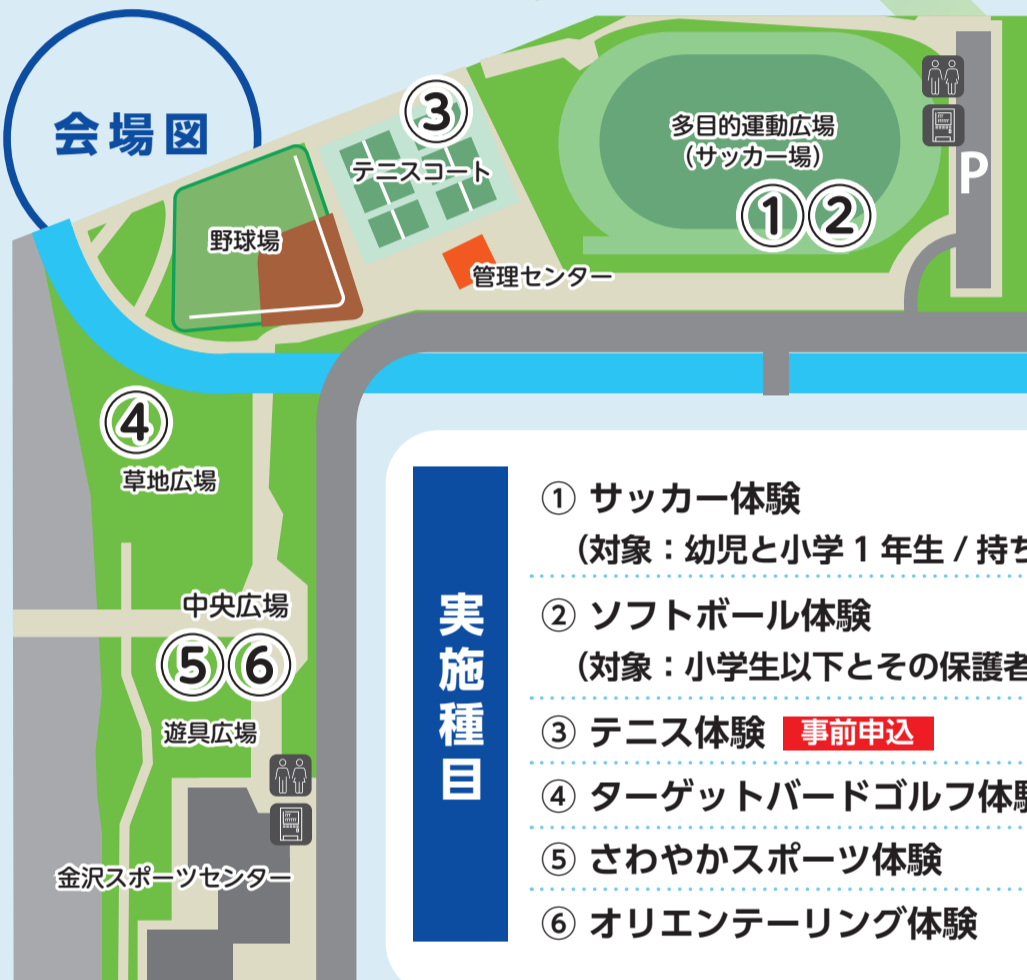 会場図
③
テニスコート
多目的運動広場
(サッカー場)
①②
P
野球場
管理センター
④
草地広場
中央広場
⑤⑥
遊具広場
金沢スポーツセンター
実施種目
① サッカー体験
（対象：幼児と小学 1 年生 / 持ち
② ソフトボール体験
（対象：小学生以下とその保護者
③ テニス体験 事前申込
④ ターゲットバードゴルフ体験
⑤ さわやかスポーツ体験
⑥ オリエンテーリング体験